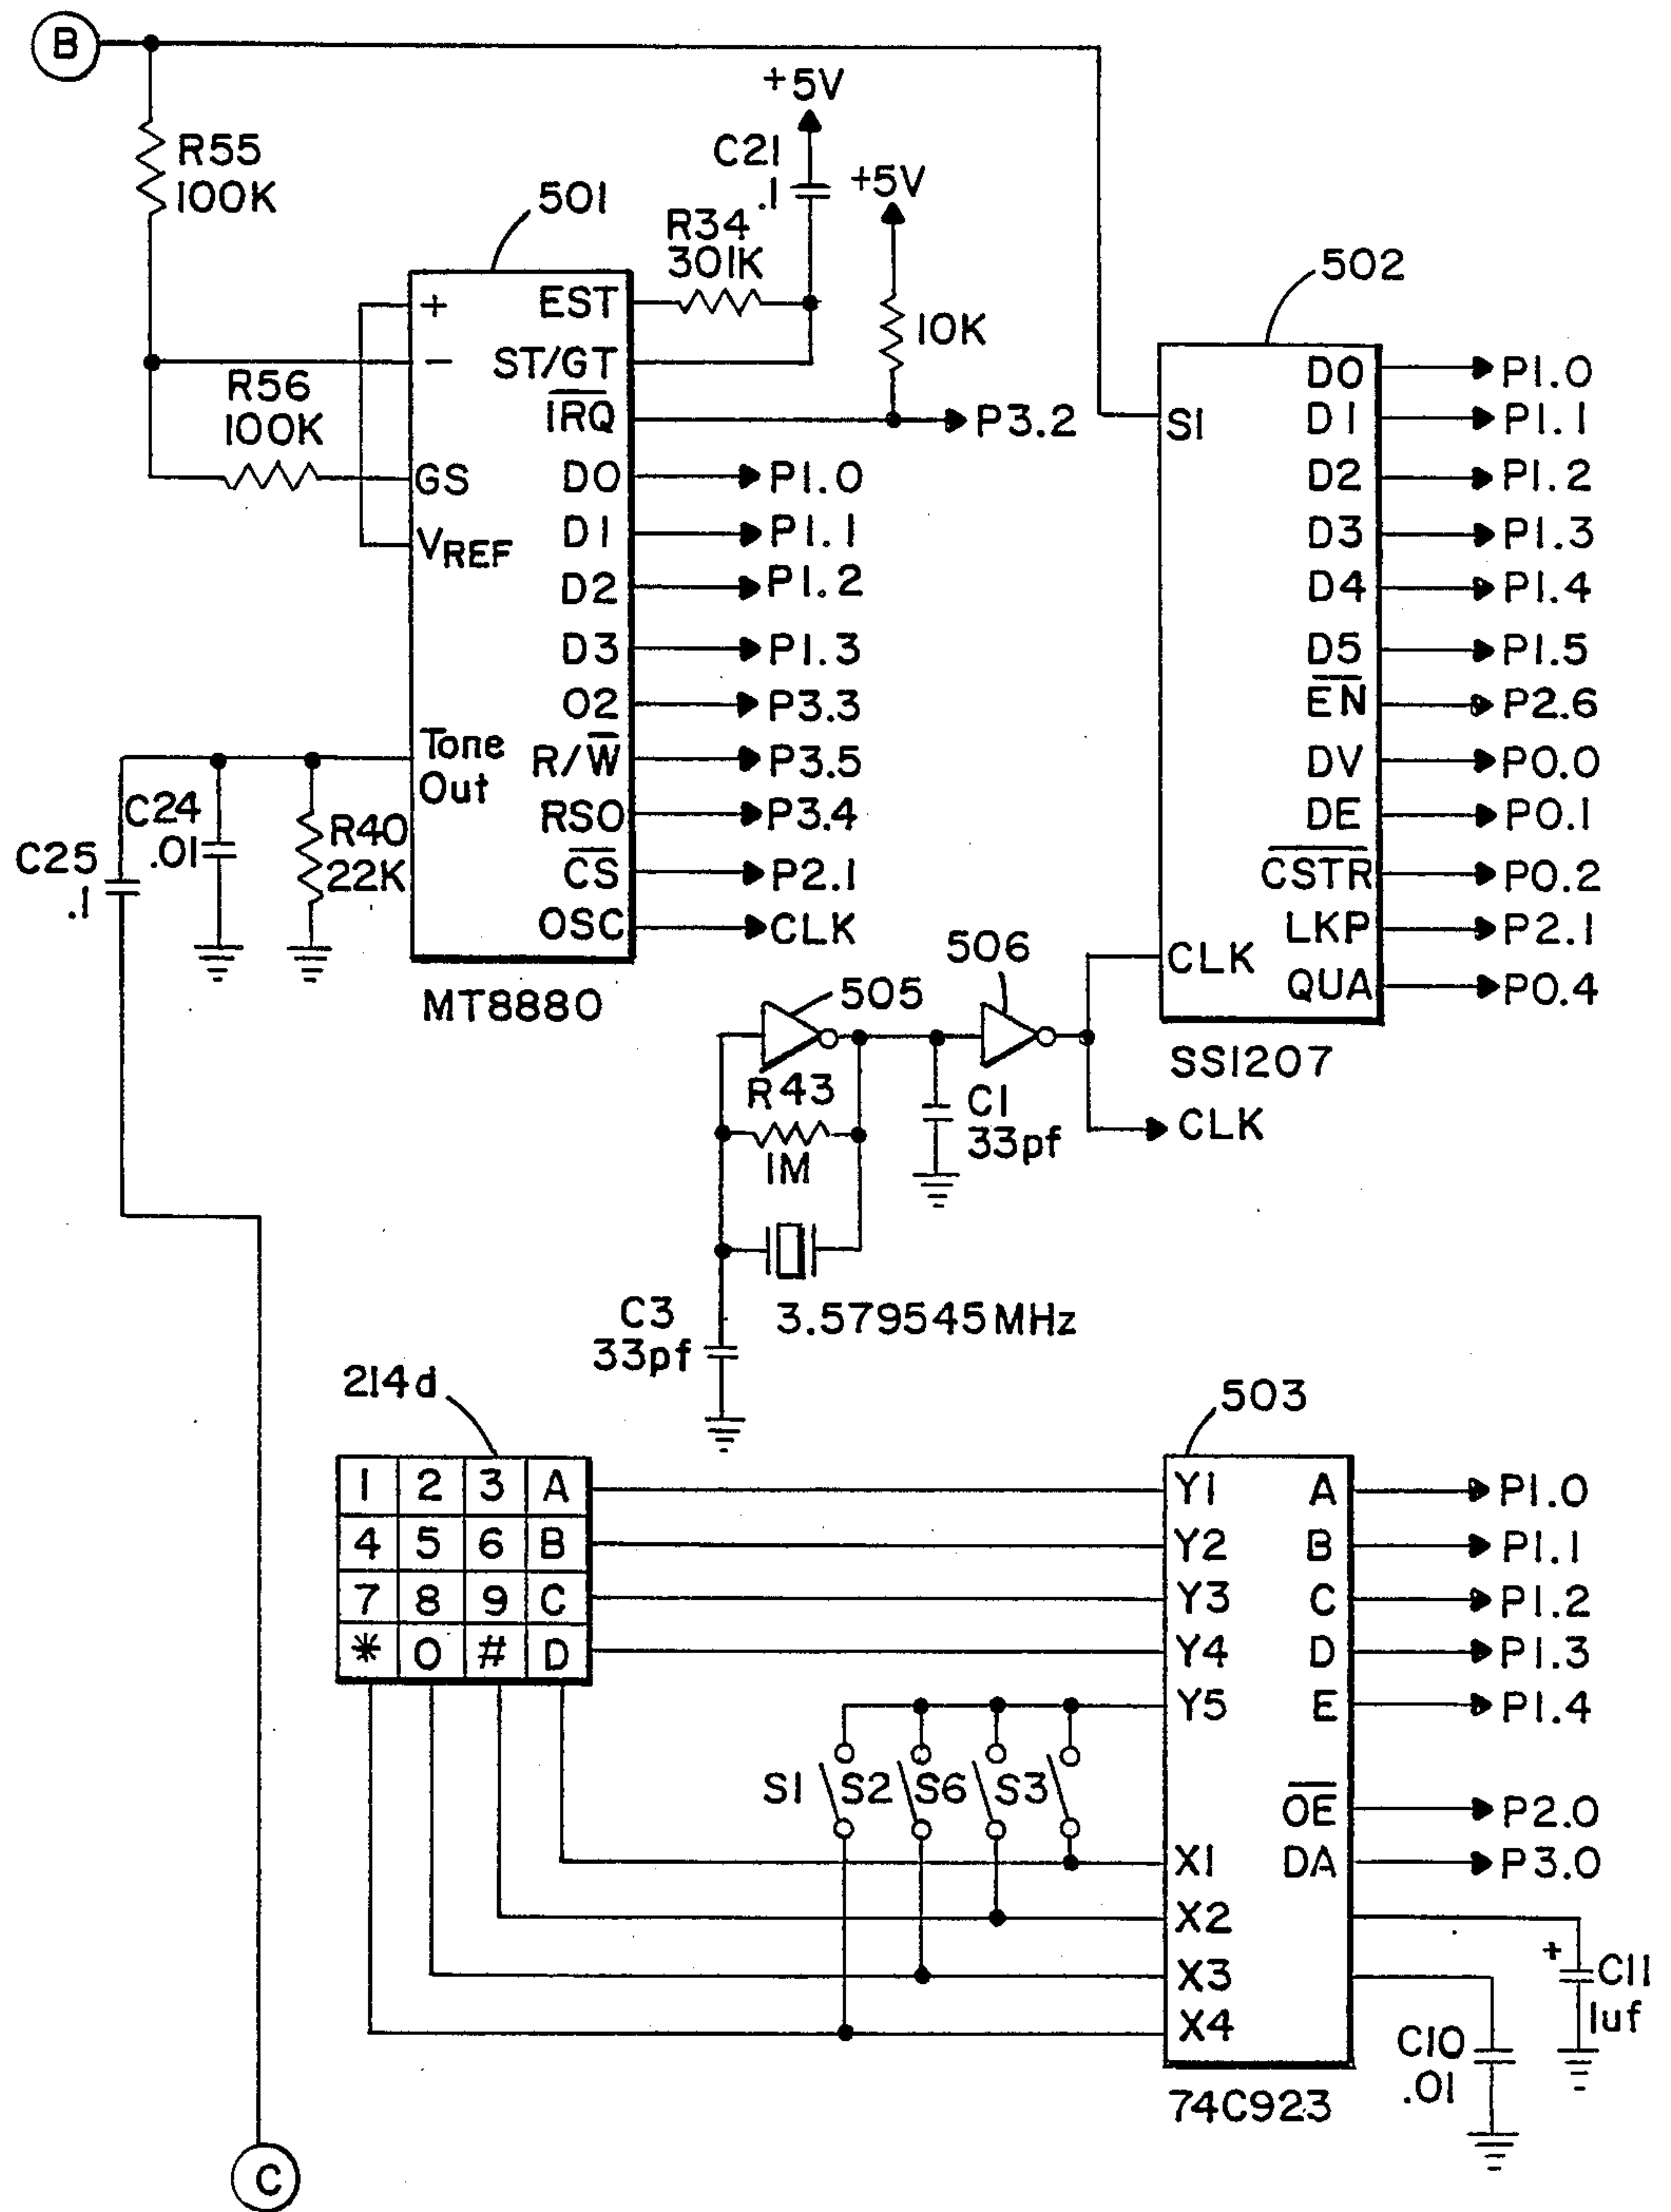 B
R55
100K
501
+5V
C21
.1
+5V
R34
301K
10K
502
R56
100K
+
-
GS
VREF
Tone
Out
EST
ST/GT
IRQ
P3.2
D0 P1.0
D1 P1.1
D2 P1.2
D3 P1.3
O2 P3.3
R/W P3.5
RSO P3.4
CS P2.1
OSC CLK
MT8880
SI
CLK
D0 P1.0
D1 P1.1
D2 P1.2
D3 P1.3
D4 P1.4
D5 P1.5
EN P2.6
DV P0.0
DE P0.1
CSTR P0.2
LKP P2.1
QUA P0.4
SSI207
C25
.1
C24
.01
R40
22K
505
506
R43
1M
C1
33pf
CLK
3.579545MHz
C3
33pf
214d
1 2 3 A
4 5 6 B
7 8 9 C
* 0 # D
503
Y1
Y2
Y3
Y4
Y5
X1
X2
X3
X4
A P1.0
B P1.1
C P1.2
D P1.3
E P1.4
OE P2.0
DA P3.0
S1 S2 S6 S3
+
C11
1uf
C10
.01
74C923
C